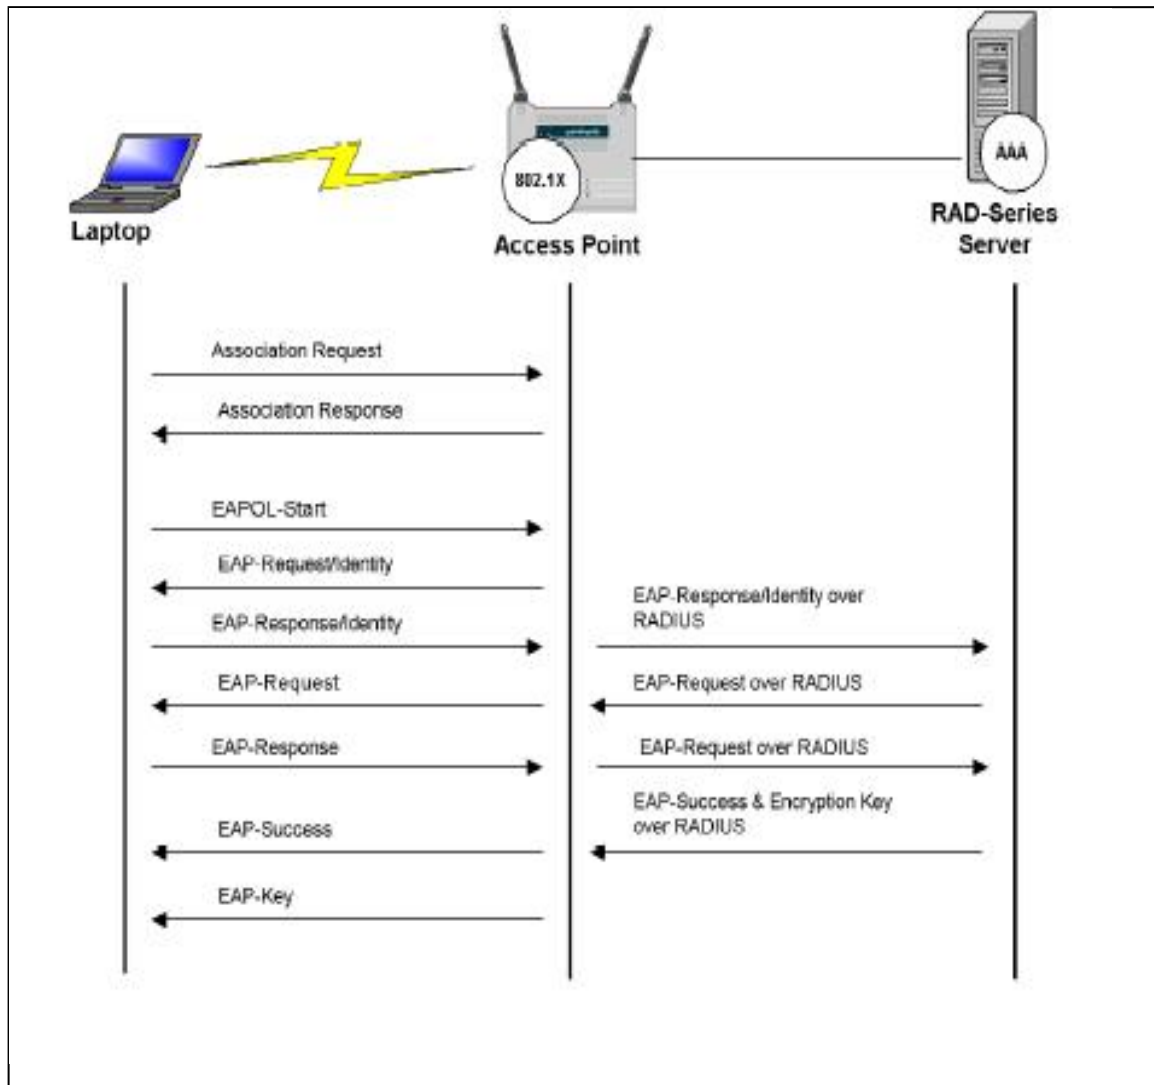 802.1X
AAA
Laptop
Access Point
RAD-Series
Server
Association Request
Association Response
EAPOL-Start
EAP-Request/Identity
EAP-Response/Identity
EAP-Response/Identity over
RADIUS
EAP-Request
EAP-Request over RADIUS
EAP-Response
EAP-Request over RADIUS
EAP-Success
EAP-Success & Encryption Key
over RADIUS
EAP-Key